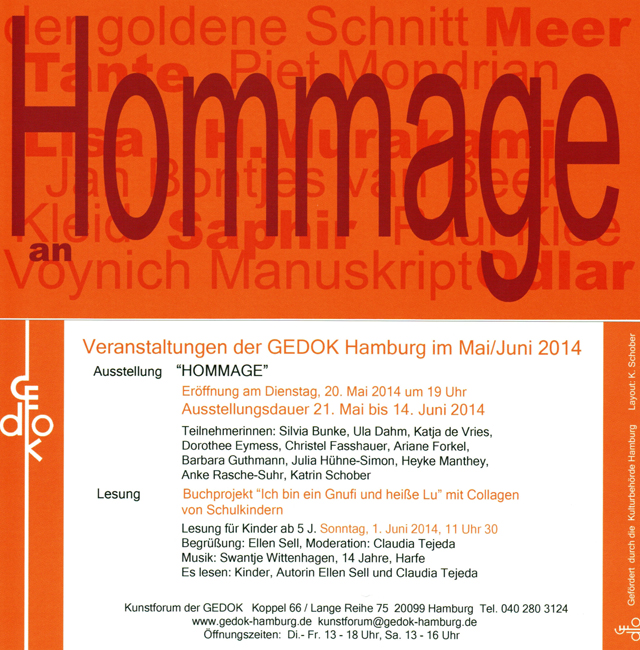 der goldene Schnitt Meer
Tante Piet Mondrian
Hommage
Lisa H. Murakami
Jan Bontjes van Beek
Kleid Saphir Paul Klee
an
Voynich Manuskript Odlar
Veranstaltungen der GEDOK Hamburg im Mai/Juni 2014
Ausstellung "HOMMAGE"
Eröffnung am Dienstag, 20. Mai 2014 um 19 Uhr
Ausstellungsdauer 21. Mai bis 14. Juni 2014
Teilnehmerinnen: Silvia Bunke, Ula Dahm, Katja de Vries,
Dorothee Eymess, Christel Fasshauer, Ariane Forkel,
Barbara Guthmann, Julia Hühne-Simon, Heyke Manthey,
Anke Rasche-Suhr, Katrin Schober
Lesung Buchprojekt "Ich bin ein Gnufi und heiße Lu" mit Collagen
von Schulkindern
Lesung für Kinder ab 5 J. Sonntag, 1. Juni 2014, 11 Uhr 30
Begrüßung: Ellen Sell, Moderation: Claudia Tejeda
Musik: Swantje Wittenhagen, 14 Jahre, Harfe
Es lesen: Kinder, Autorin Ellen Sell und Claudia Tejeda
Kunstforum der GEDOK Koppel 66 / Lange Reihe 75 20099 Hamburg Tel. 040 280 3124
www.gedok-hamburg.de kunstforum@gedok-hamburg.de
Öffnungszeiten: Di.- Fr. 13 - 18 Uhr, Sa. 13 - 16 Uhr
GEDOK
Gefördert durch die Kulturbehörde Hamburg Layout: K. Schober
GEDOK